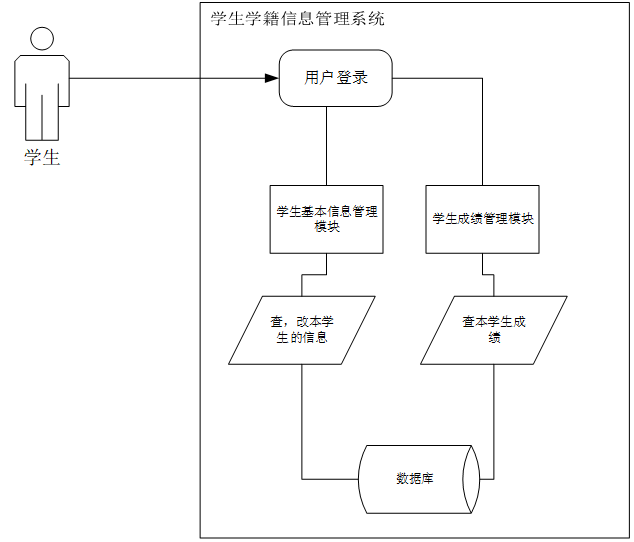 学生学籍信息管理系统
用户登录
学生
学生基本信息管理
模块
学生成绩管理模块
查，改本学
生的信息
查本学生成
绩
数据库